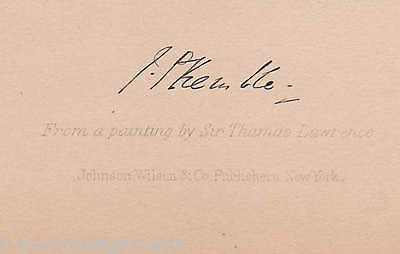 J. P. Kemble.
From a painting by Sir Thomas Lawrence
Johnson, Wilson & Co. Publishers, New York.